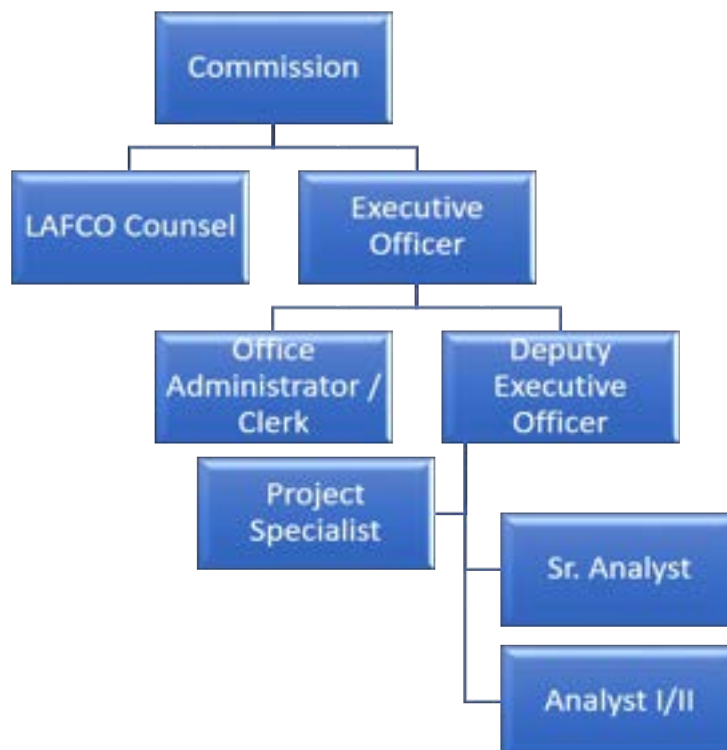 Commission
LAFCO Counsel
Executive
Officer
Office
Administrator /
Clerk
Deputy
Executive
Officer
Project
Specialist
Sr. Analyst
Analyst I/II